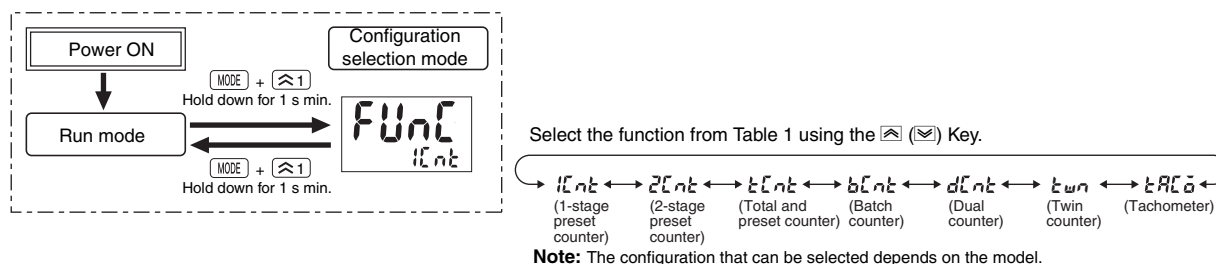 Power ON
Configuration
selection mode
MODE + 1
Hold down for 1 s min.
Run mode
FUnC
1Cnt
MODE + 1
Hold down for 1 s min.
Select the function from Table 1 using the ( ) Key.
1Cnt 2Cnt tCnt bCnt dCnt twn tACo
(1-stage preset counter) (2-stage preset counter) (Total and preset counter) (Batch counter) (Dual counter) (Twin counter) (Tachometer)
Note: The configuration that can be selected depends on the model.